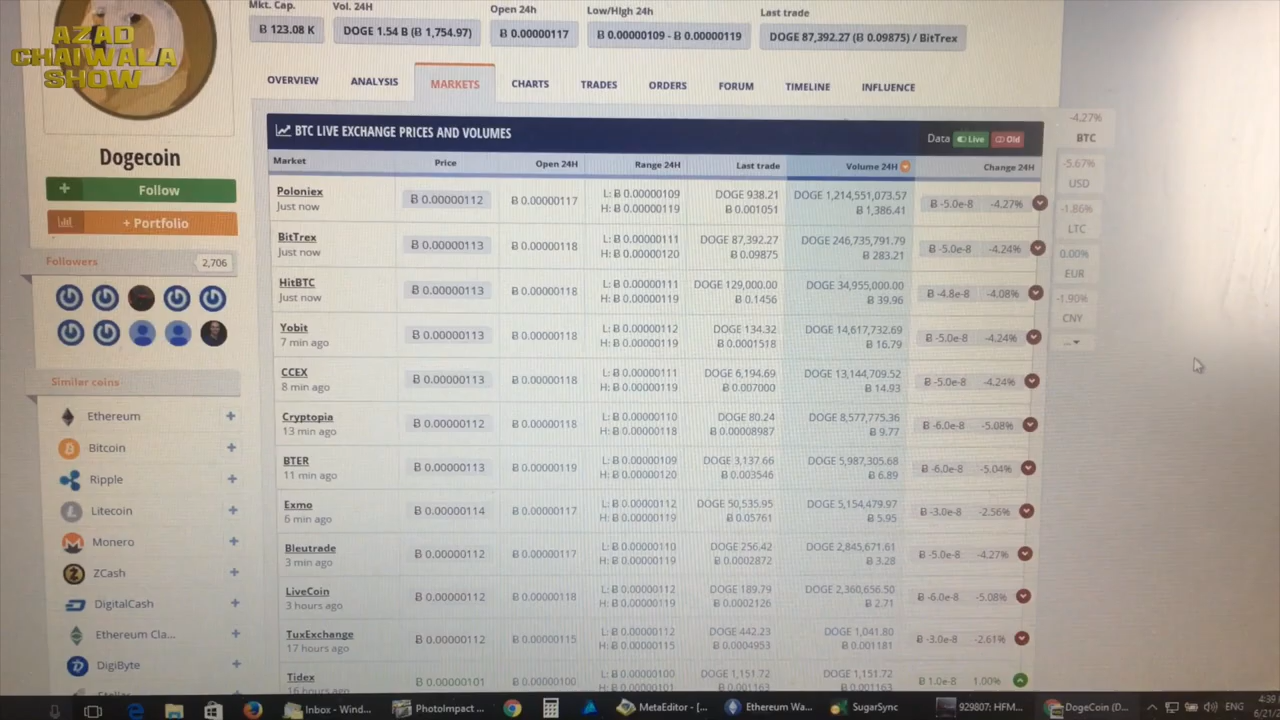 AZAD
CHAIWALA
SHOW
Mkt. Cap.
Ƀ 123.08 K
Vol. 24H
DOGE 1.54 B (Ƀ 1,754.97)
Open 24h
Ƀ 0.00000117
Low/High 24h
Ƀ 0.00000109 - Ƀ 0.00000119
Last trade
DOGE 87,392.27 (Ƀ 0.09875) / BitTrex
OVERVIEW ANALYSIS MARKETS CHARTS TRADES ORDERS FORUM TIMELINE INFLUENCE
Dogecoin
+ Follow
+ Portfolio
Followers 2,706
Similar coins
Ethereum +
Bitcoin +
Ripple +
Litecoin +
Monero +
ZCash +
DigitalCash +
Ethereum Cla... +
DigiByte +
BTC LIVE EXCHANGE PRICES AND VOLUMES Data Live Old
Market Price Open 24H Range 24H Last trade Volume 24H Change 24H
Poloniex Ƀ 0.00000112 Ƀ 0.00000117 L: Ƀ 0.00000109 DOGE 938.21 DOGE 1,214,551,073.57 Ƀ -5.0e-8 -4.27%
Just now H: Ƀ 0.00000119 Ƀ 0.001051 Ƀ 1,386.41
BitTrex Ƀ 0.00000113 Ƀ 0.00000118 L: Ƀ 0.00000111 DOGE 87,392.27 DOGE 246,735,791.79 Ƀ -5.0e-8 -4.24%
Just now H: Ƀ 0.00000120 Ƀ 0.09875 Ƀ 283.21
HitBTC Ƀ 0.00000113 Ƀ 0.00000118 L: Ƀ 0.00000111 DOGE 129,000.00 DOGE 34,955,000.00 Ƀ -4.8e-8 -4.08%
Just now H: Ƀ 0.00000119 Ƀ 0.1456 Ƀ 39.96
Yobit Ƀ 0.00000113 Ƀ 0.00000118 L: Ƀ 0.00000112 DOGE 134.32 DOGE 14,617,732.69 Ƀ -5.0e-8 -4.24%
7 min ago H: Ƀ 0.00000119 Ƀ 0.0001518 Ƀ 16.79
CCEX Ƀ 0.00000113 Ƀ 0.00000118 L: Ƀ 0.00000111 DOGE 6,194.69 DOGE 13,144,709.52 Ƀ -5.0e-8 -4.24%
8 min ago H: Ƀ 0.00000119 Ƀ 0.007000 Ƀ 14.93
Cryptopia Ƀ 0.00000112 Ƀ 0.00000118 L: Ƀ 0.00000110 DOGE 80.24 DOGE 8,577,775.36 Ƀ -6.0e-8 -5.08%
13 min ago H: Ƀ 0.00000118 Ƀ 0.00008987 Ƀ 9.77
BTER Ƀ 0.00000113 Ƀ 0.00000119 L: Ƀ 0.00000109 DOGE 3,137.66 DOGE 5,987,305.68 Ƀ -6.0e-8 -5.04%
11 min ago H: Ƀ 0.00000120 Ƀ 0.003546 Ƀ 6.89
Exmo Ƀ 0.00000114 Ƀ 0.00000117 L: Ƀ 0.00000112 DOGE 50,535.95 DOGE 5,154,479.97 Ƀ -3.0e-8 -2.56%
6 min ago H: Ƀ 0.00000119 Ƀ 0.05761 Ƀ 5.95
Bleutrade Ƀ 0.00000112 Ƀ 0.00000117 L: Ƀ 0.00000110 DOGE 256.42 DOGE 2,845,671.61 Ƀ -5.0e-8 -4.27%
3 min ago H: Ƀ 0.00000119 Ƀ 0.0002872 Ƀ 3.28
LiveCoin Ƀ 0.00000112 Ƀ 0.00000118 L: Ƀ 0.00000112 DOGE 189.79 DOGE 2,360,656.50 Ƀ -6.0e-8 -5.08%
3 hours ago H: Ƀ 0.00000119 Ƀ 0.0002126 Ƀ 2.71
TuxExchange Ƀ 0.00000112 Ƀ 0.00000115 L: Ƀ 0.00000112 DOGE 442.23 DOGE 1,041.80 Ƀ -3.0e-8 -2.61%
17 hours ago H: Ƀ 0.00000115 Ƀ 0.0004953 Ƀ 0.001181
Tidex Ƀ 0.00000101 Ƀ 0.00000100 L: Ƀ 0.00000100 DOGE 1,151.72 DOGE 1,151.72 Ƀ 1.0e-8 1.00%
16 hours ago H: Ƀ 0.00000101 Ƀ 0.001163 Ƀ 0.001163
-4.27%
BTC
-5.67%
USD
-1.86%
LTC
0.00%
EUR
-1.90%
CNY
Inbox - Wind... PhotoImpact ... MetaEditor - [... Ethereum Wa... SugarSync 929807: HFM... DogeCoin (D... ENG 4:39
6/21/